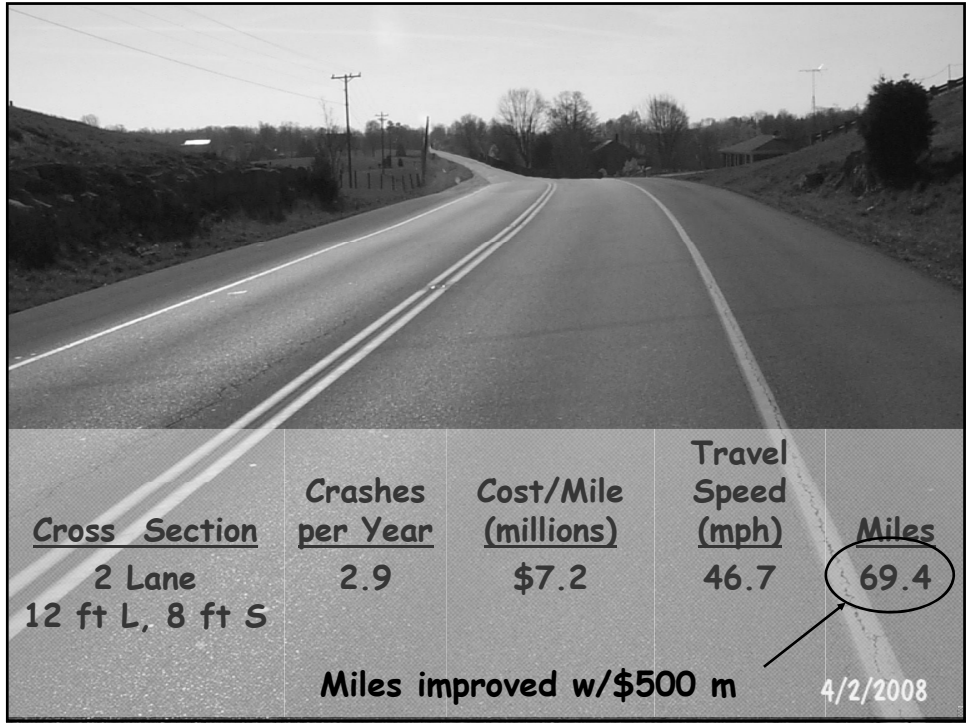 Cross Section
Crashes per Year
Cost/Mile (millions)
Travel Speed (mph)
Miles
2 Lane
12 ft L, 8 ft S
2.9
$7.2
46.7
69.4
Miles improved w/$500 m
4/2/2008